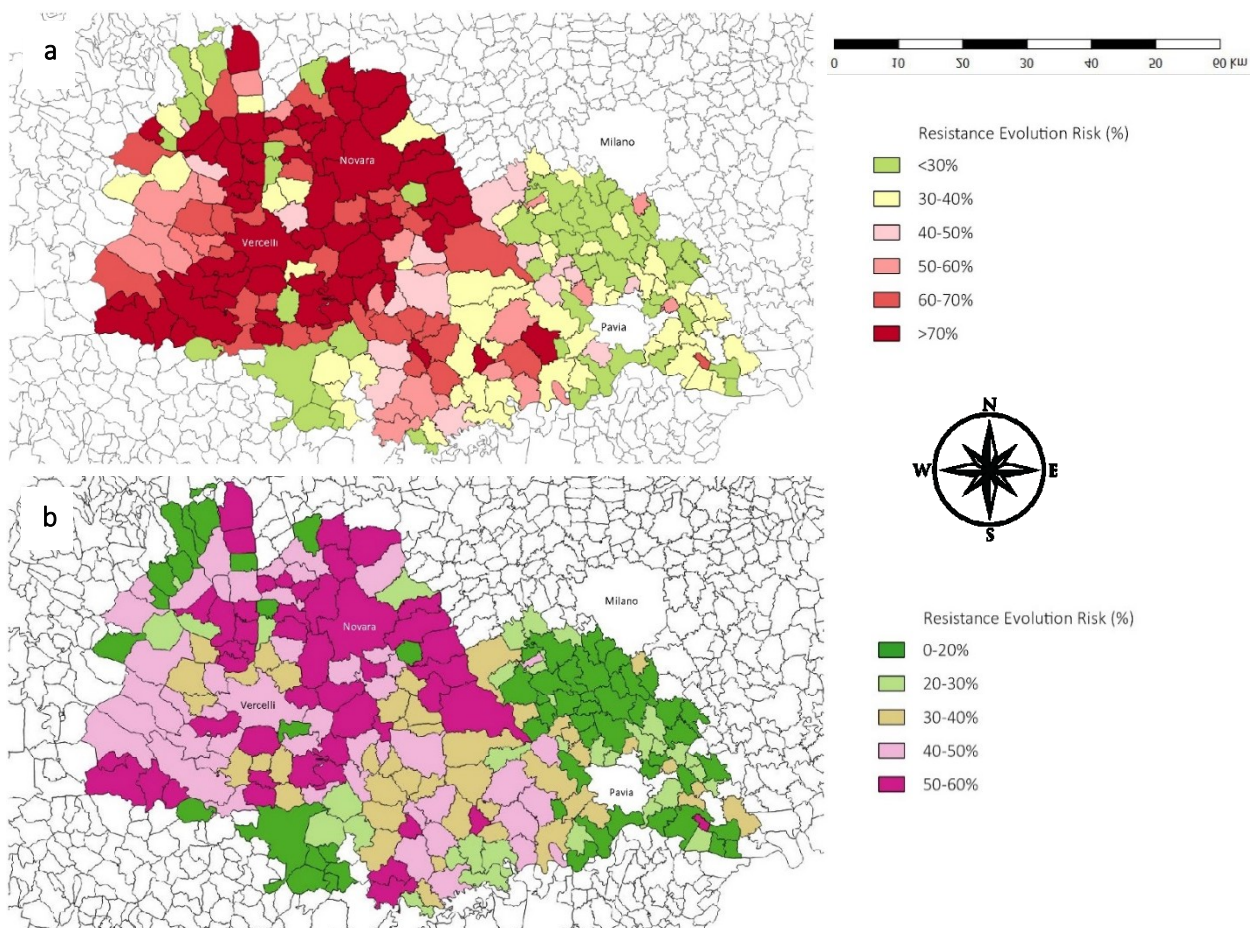 a
Milano
Novara
Vercelli
Pavia
0 10 20 30 40 50 60 km
Resistance Evolution Risk (%)
<30%
30-40%
40-50%
50-60%
60-70%
>70%
N
W E
S
b
Milano
Novara
Vercelli
Pavia
Resistance Evolution Risk (%)
0-20%
20-30%
30-40%
40-50%
50-60%